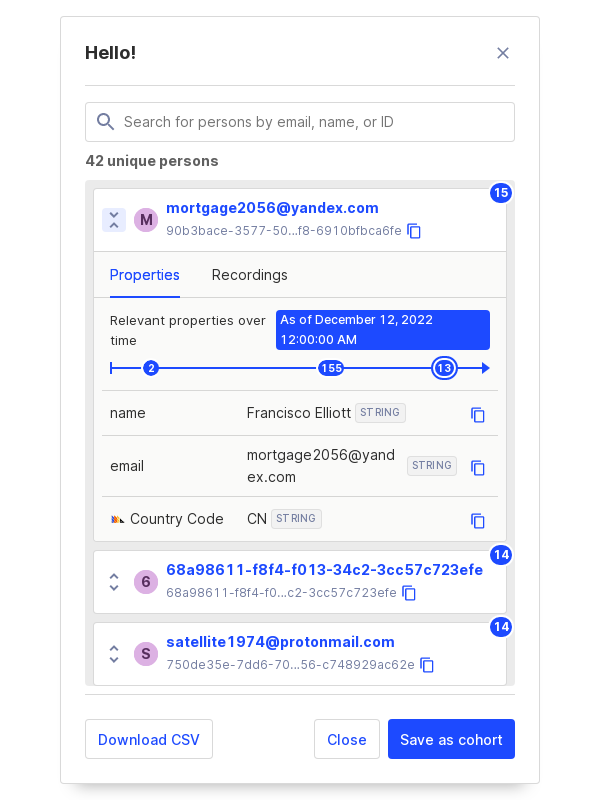 Hello!
Search for persons by email, name, or ID
42 unique persons
15
M
mortgage2056@yandex.com
90b3bace-3577-50...f8-6910bfbca6fe
Properties
Recordings
Relevant properties over
time
As of December 12, 2022
12:00:00 AM
2
155
13
name
Francisco Elliott
STRING
email
mortgage2056@yand
ex.com
STRING
Country Code
CN
STRING
14
6
68a98611-f8f4-f013-34c2-3cc57c723efe
68a98611-f8f4-f0...c2-3cc57c723efe
14
S
satellite1974@protonmail.com
750de35e-7dd6-70...56-c748929ac62e
Download CSV
Close
Save as cohort